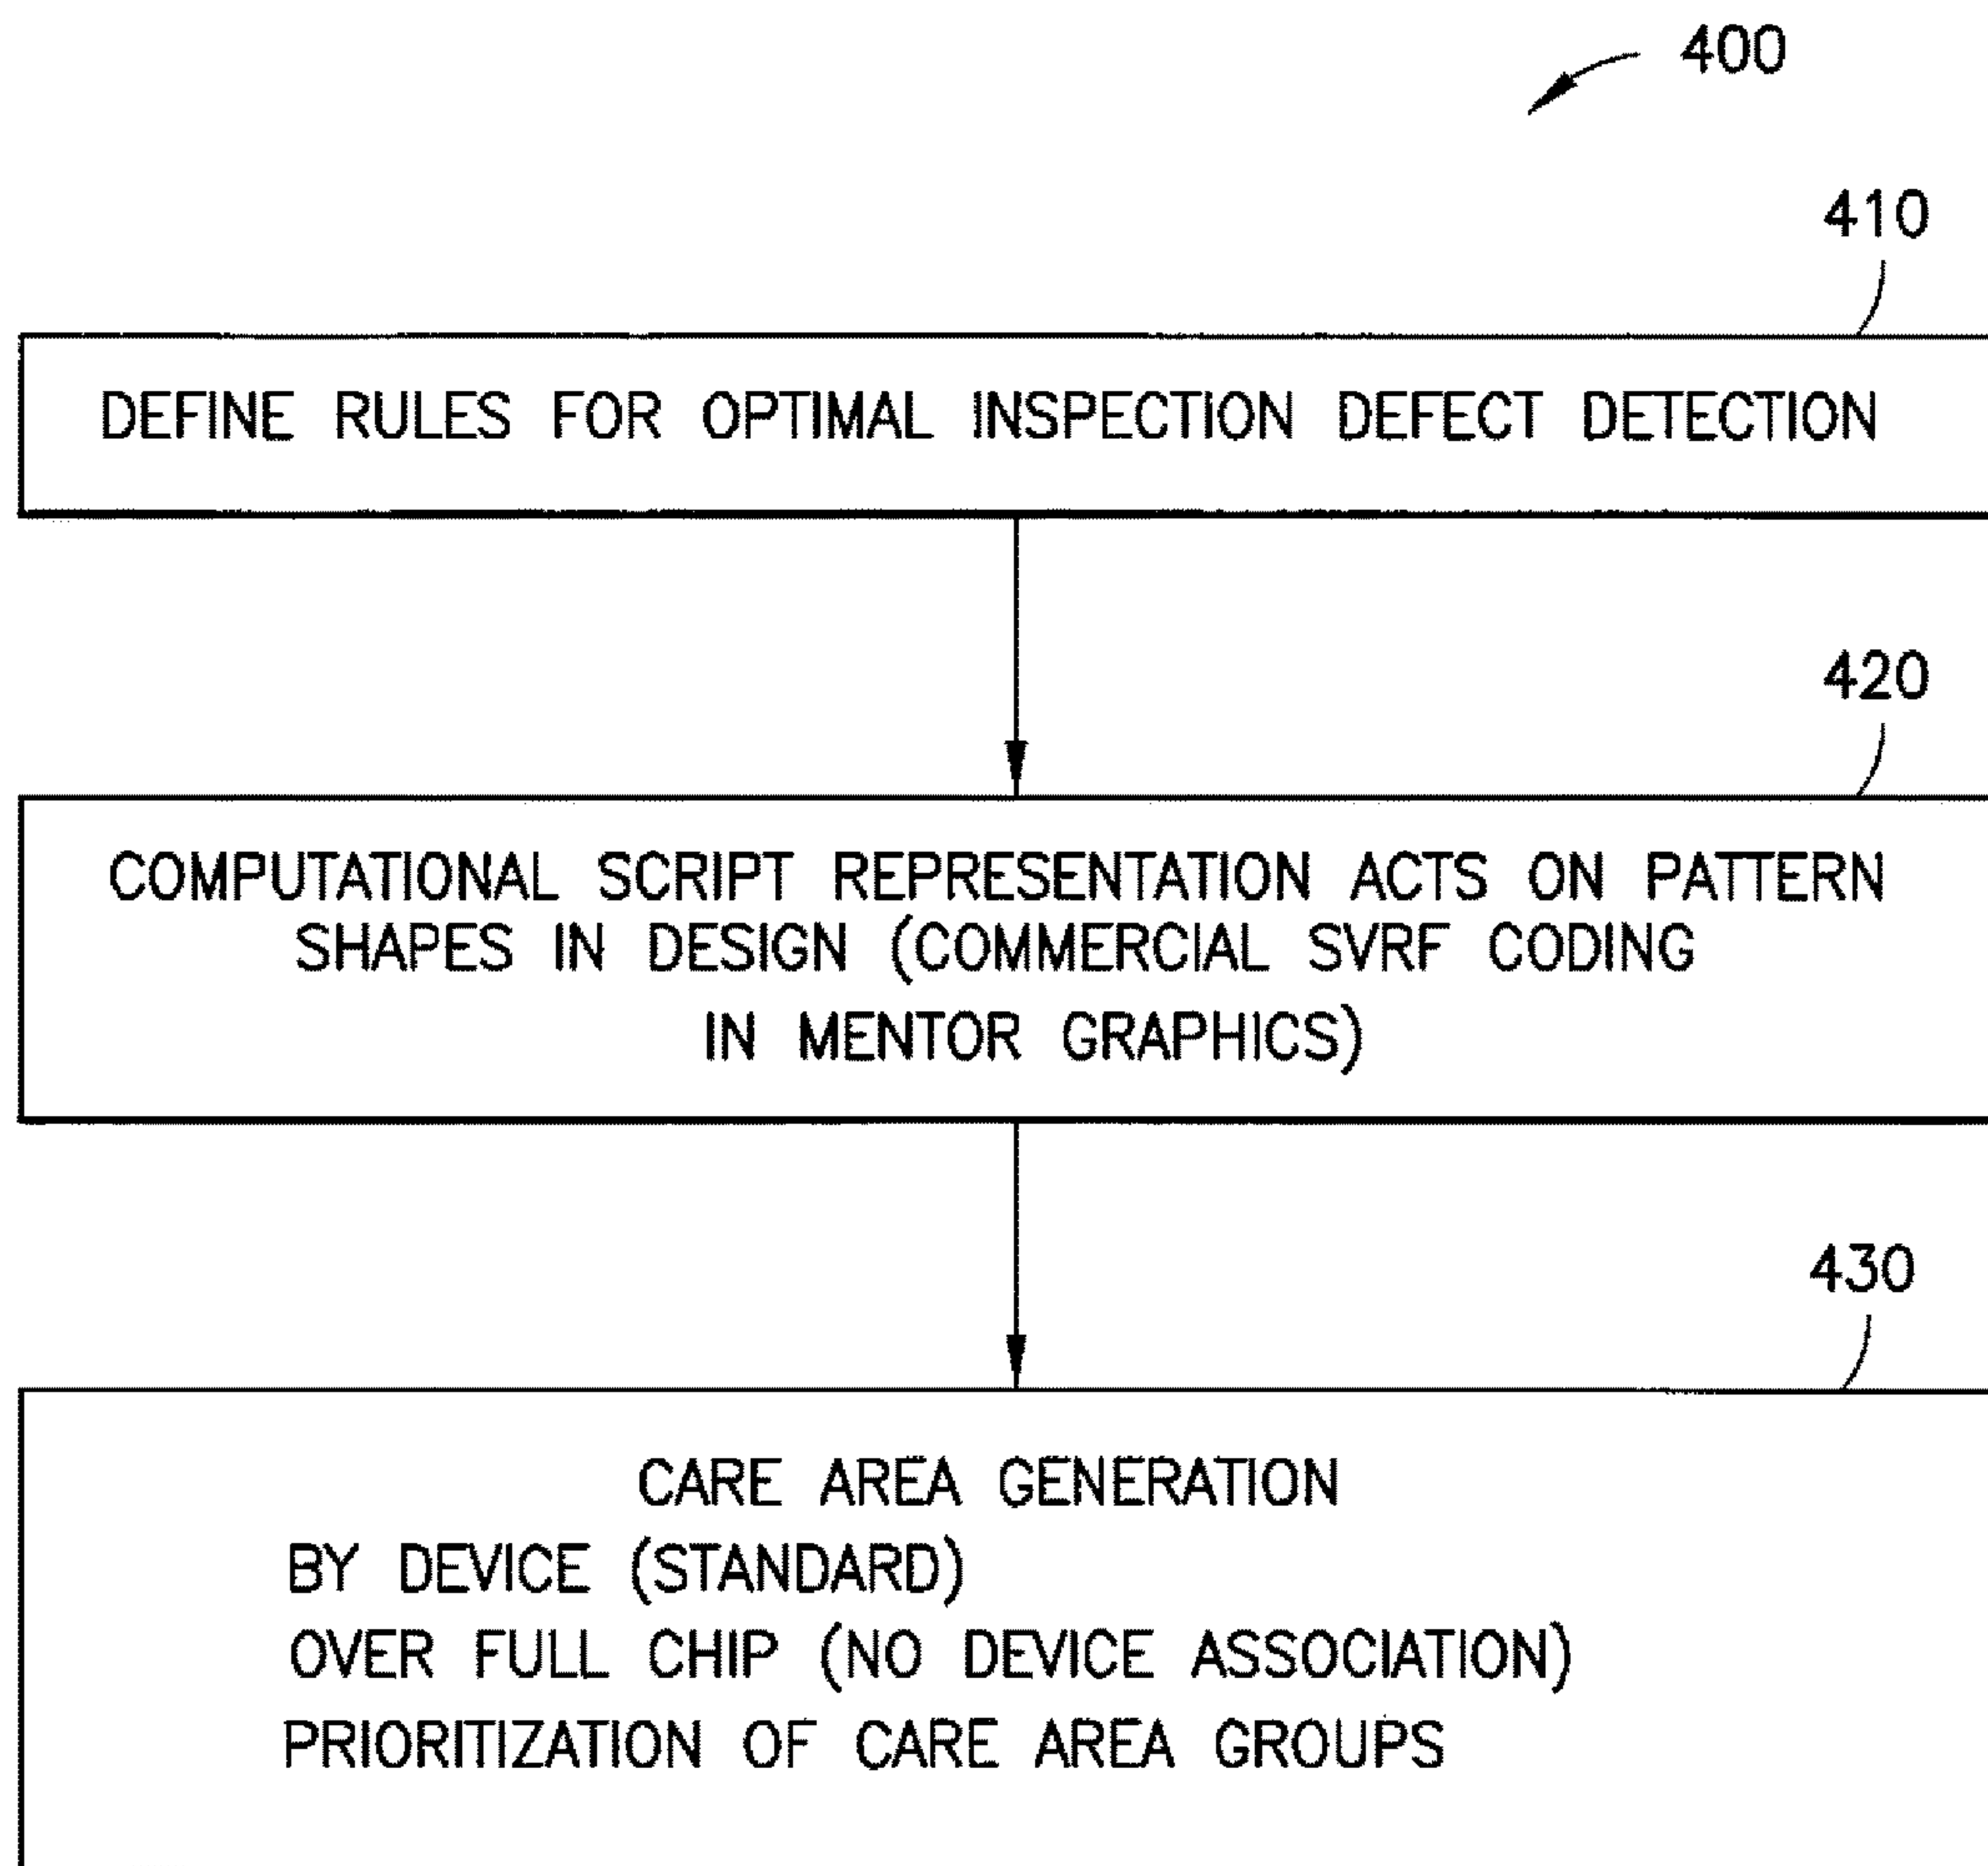 400
410
DEFINE RULES FOR OPTIMAL INSPECTION DEFECT DETECTION
420
COMPUTATIONAL SCRIPT REPRESENTATION ACTS ON PATTERN
SHAPES IN DESIGN (COMMERCIAL SVRF CODING
IN MENTOR GRAPHICS)
430
CARE AREA GENERATION
BY DEVICE (STANDARD)
OVER FULL CHIP (NO DEVICE ASSOCIATION)
PRIORITIZATION OF CARE AREA GROUPS